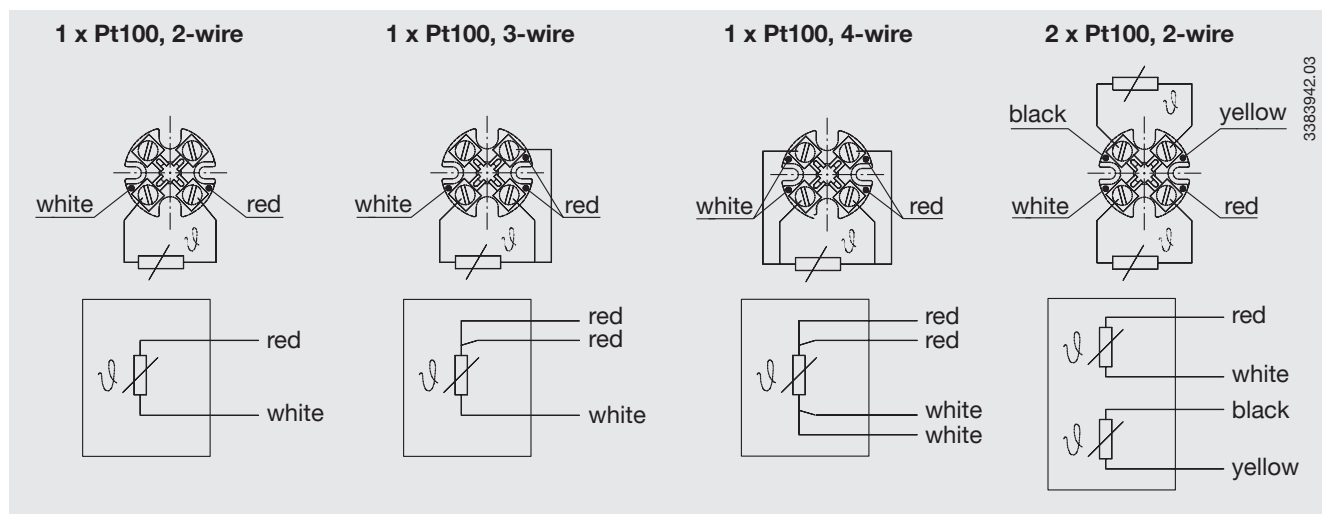 1 x Pt100, 2-wire
white
red
ϑ
ϑ
red
white
1 x Pt100, 3-wire
white
red
ϑ
ϑ
red
red
white
1 x Pt100, 4-wire
white
red
ϑ
ϑ
red
red
white
white
2 x Pt100, 2-wire
ϑ
black
yellow
white
red
ϑ
ϑ
red
white
ϑ
black
yellow
3383942.03